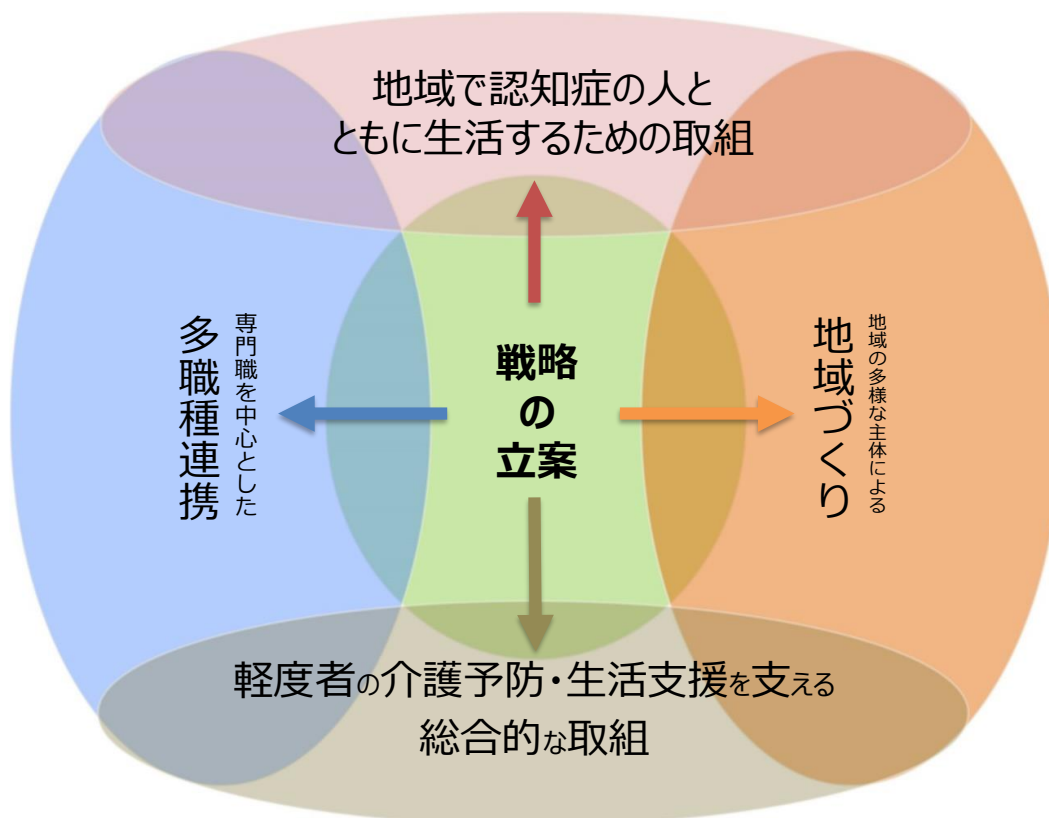 地域で認知症の人と
ともに生活するための取組
専門職を中心とした
多職種連携
戦略
の
立案
地域の多様な主体による
地域づくり
軽度者の介護予防・生活支援を支える
総合的な取組